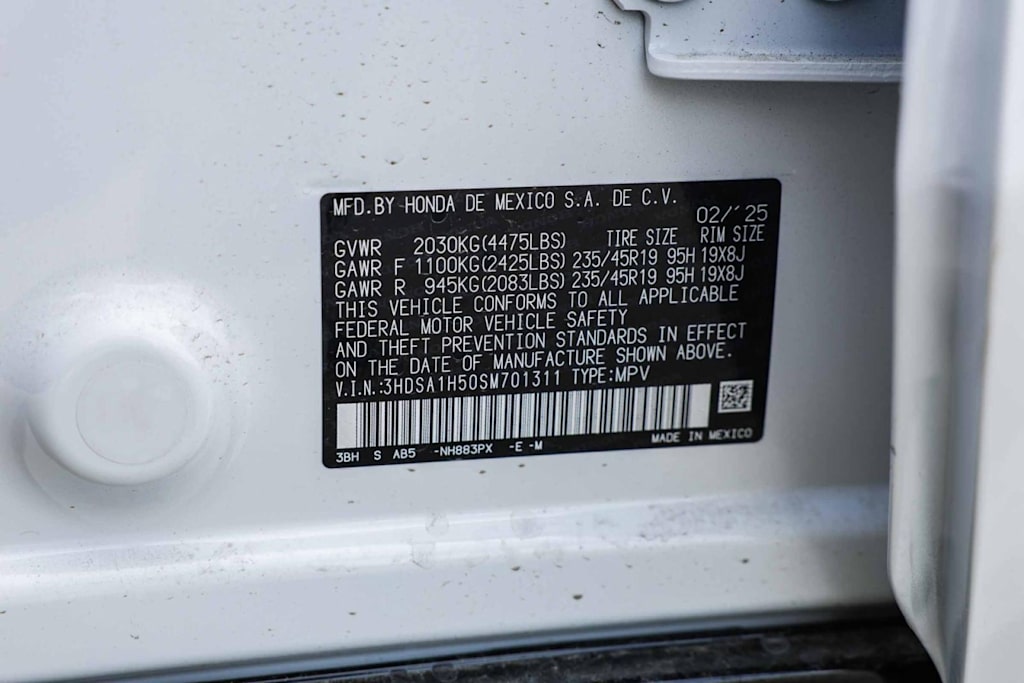 MFD.BY HONDA DE MEXICO S.A. DE C.V.
02/'25
GVWR 2030KG(4475LBS) TIRE SIZE RIM SIZE
GAWR F 1100KG(2425LBS) 235/45R19 95H 19X8J
GAWR R 945KG(2083LBS) 235/45R19 95H 19X8J
THIS VEHICLE CONFORMS TO ALL APPLICABLE
FEDERAL MOTOR VEHICLE SAFETY
AND THEFT PREVENTION STANDARDS IN EFFECT
ON THE DATE OF MANUFACTURE SHOWN ABOVE.
V.I.N.:3HDSA1H50SM701311 TYPE:MPV
3BH S AB5 -NH883PX -E -M MADE IN MEXICO